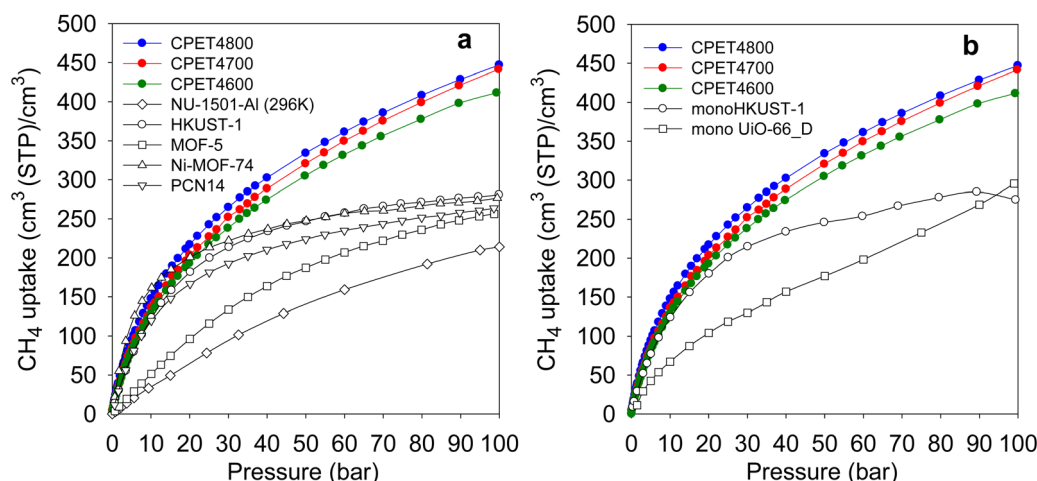 a
CH₄ uptake (cm³ (STP)/cm³
500
450
400
350
300
250
200
150
100
50
0
CPET4800
CPET4700
CPET4600
NU-1501-Al (296K)
HKUST-1
MOF-5
Ni-MOF-74
PCN14
0 10 20 30 40 50 60 70 80 90 100
Pressure (bar)
b
CH₄ uptake (cm³ (STP)/cm³
500
450
400
350
300
250
200
150
100
50
0
CPET4800
CPET4700
CPET4600
monoHKUST-1
mono UiO-66_D
0 10 20 30 40 50 60 70 80 90 100
Pressure (bar)